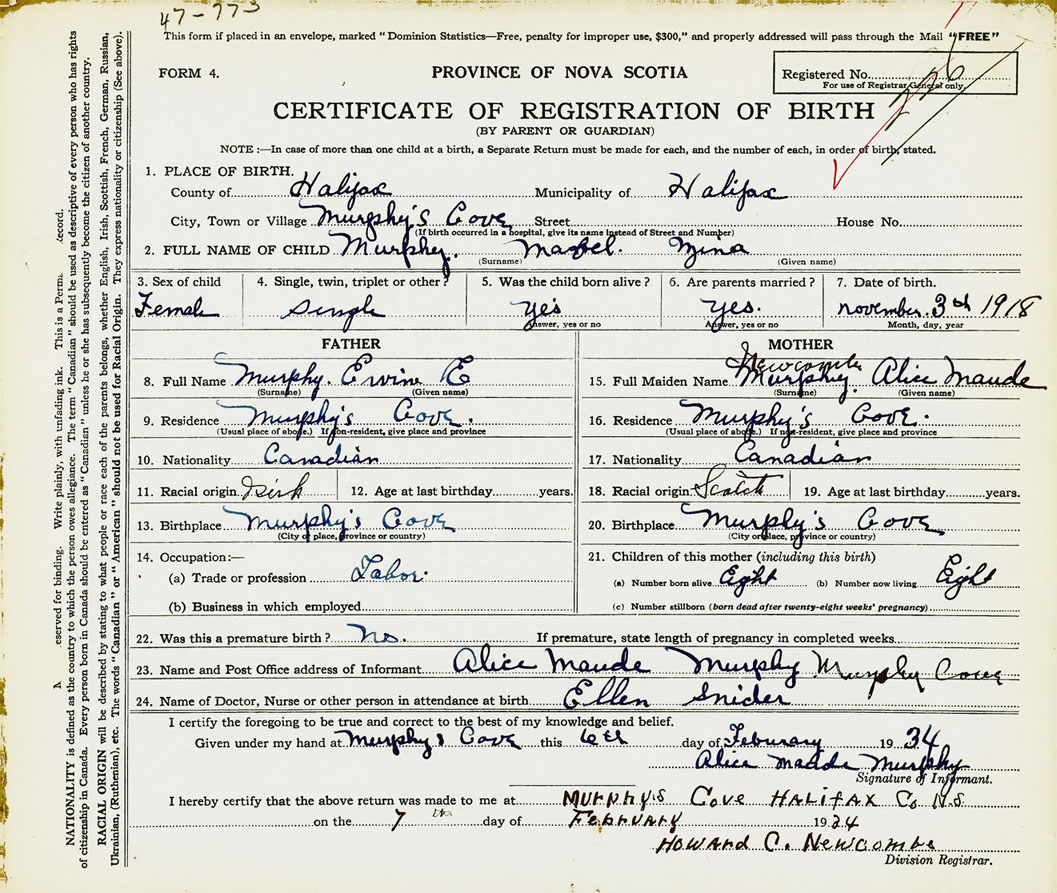 47-773
This form if placed in an envelope, marked "Dominion Statistics—Free, penalty for improper use, $300," and properly addressed will pass through the Mail "FREE"
FORM 4. PROVINCE OF NOVA SCOTIA Registered No.
For use of Registrar General only.
CERTIFICATE OF REGISTRATION OF BIRTH
(BY PARENT OR GUARDIAN)
NOTE :—In case of more than one child at a birth, a Separate Return must be made for each, and the number of each, in order of birth, stated.
1. PLACE OF BIRTH.
County of Halifax Municipality of Halifax
City, Town or Village Murphy's Cove Street House No.
(If birth occurred in a hospital, give its name instead of Street and Number)
2. FULL NAME OF CHILD Murphy. Mabel. Mina
(Surname) (Given name)
3. Sex of child 4. Single, twin, triplet or other? 5. Was the child born alive? 6. Are parents married? 7. Date of birth.
Female Single yes yes. november. 3rd 1918
Answer, yes or no Answer, yes or no Month, day, year
FATHER MOTHER
Newcombe
8. Full Name Murphy. Ervine E 15. Full Maiden Name Murphy. Alice Maude
(Surname) (Given name) (Surname) (Given name)
9. Residence Murphy's Cove. 16. Residence Murphy's Cove.
(Usual place of abode.) If non-resident, give place and province (Usual place of abode.) If not-resident, give place and province
10. Nationality Canadian 17. Nationality Canadian
11. Racial origin Irish 12. Age at last birthday years. 18. Racial origin Scotch 19. Age at last birthday years.
13. Birthplace Murphy's Cove 20. Birthplace Murphy's Cove
(City or place, province or country) (City or place, province or country)
14. Occupation:— 21. Children of this mother (including this birth)
(a) Trade or profession Labor. (a) Number born alive Eight (b) Number now living Eight
(b) Business in which employed (c) Number stillborn (born dead after twenty-eight weeks' pregnancy)
22. Was this a premature birth? No. If premature, state length of pregnancy in completed weeks
23. Name and Post Office address of Informant Alice Maude Murphy Murphy Cove
24. Name of Doctor, Nurse or other person in attendance at birth Ellen Snider
I certify the foregoing to be true and correct to the best of my knowledge and belief.
Given under my hand at Murphy's Cove this 6th day of Feburary 1934
Alice Maude Murphy
Signature of Informant.
I hereby certify that the above return was made to me at Murphy's Cove Halifax Co N.S
on the 7th day of February 1934
Howard C. Newcombe
Division Registrar.
eserved for binding. Write plainly, with unfading ink. This is a Perma ecord.
NATIONALITY is defined as the country to which the person owes allegiance. The term "Canadian" should be used as descriptive of every person who has rights
of citizenship in Canada. Every person born in Canada should be entered as "Canadian" unless he or she has subsequently become the citizen of another country.
RACIAL ORIGIN will be described by stating to what people or race each of the parents belongs, whether English, Irish, Scottish, French, German, Russian,
Ukrainian, (Ruthenian), etc. The words "Canadian" or "American" should not be used for Racial Origin. They express nationality or citizenship (See above).